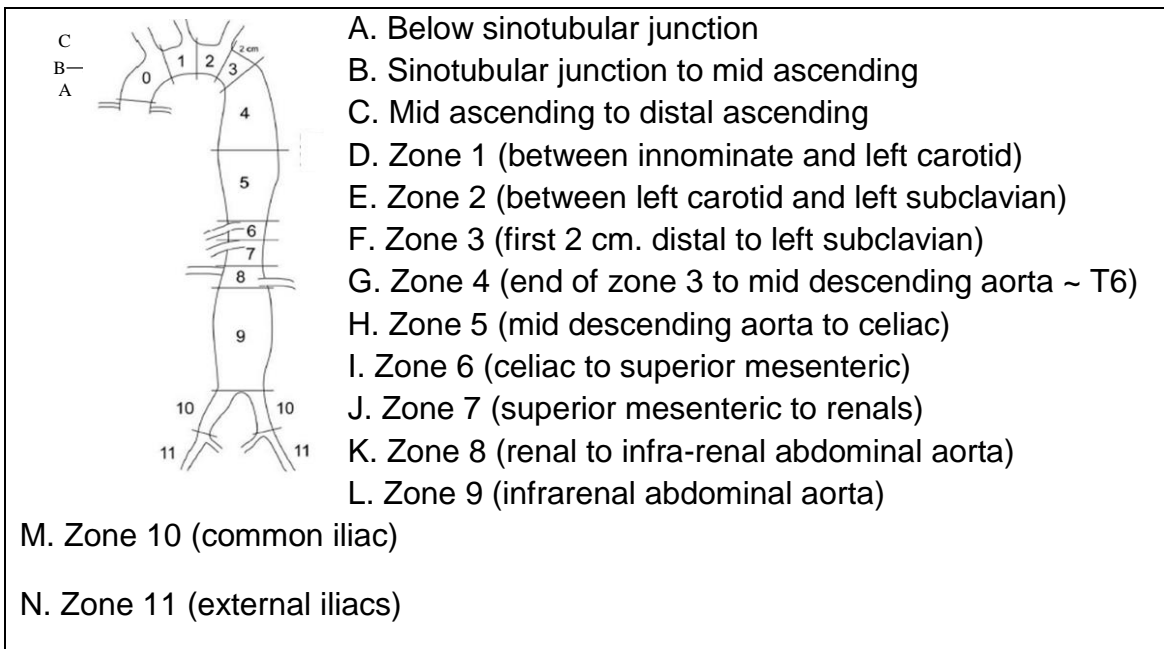 C
B—
A
0
1
2
2 cm
3
4
5
6
7
8
9
10
10
11
11
A. Below sinotubular junction
B. Sinotubular junction to mid ascending
C. Mid ascending to distal ascending
D. Zone 1 (between innominate and left carotid)
E. Zone 2 (between left carotid and left subclavian)
F. Zone 3 (first 2 cm. distal to left subclavian)
G. Zone 4 (end of zone 3 to mid descending aorta ~ T6)
H. Zone 5 (mid descending aorta to celiac)
I. Zone 6 (celiac to superior mesenteric)
J. Zone 7 (superior mesenteric to renals)
K. Zone 8 (renal to infra-renal abdominal aorta)
L. Zone 9 (infrarenal abdominal aorta)
M. Zone 10 (common iliac)
N. Zone 11 (external iliacs)